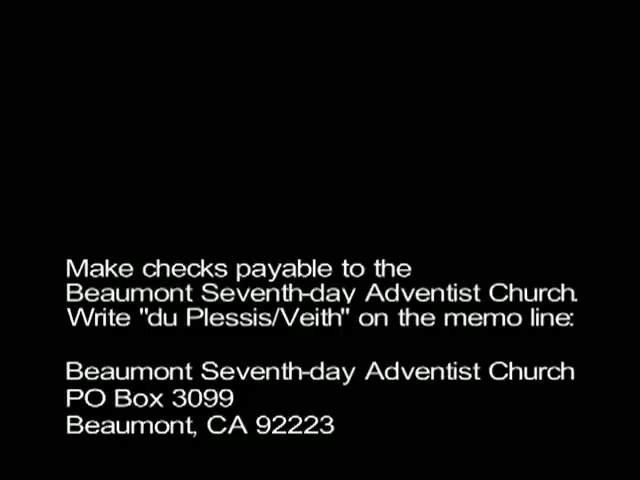 Make checks payable to the
Beaumont Seventh-day Adventist Church.
Write "du Plessis/Veith" on the memo line:
Beaumont Seventh-day Adventist Church
PO Box 3099
Beaumont, CA 92223